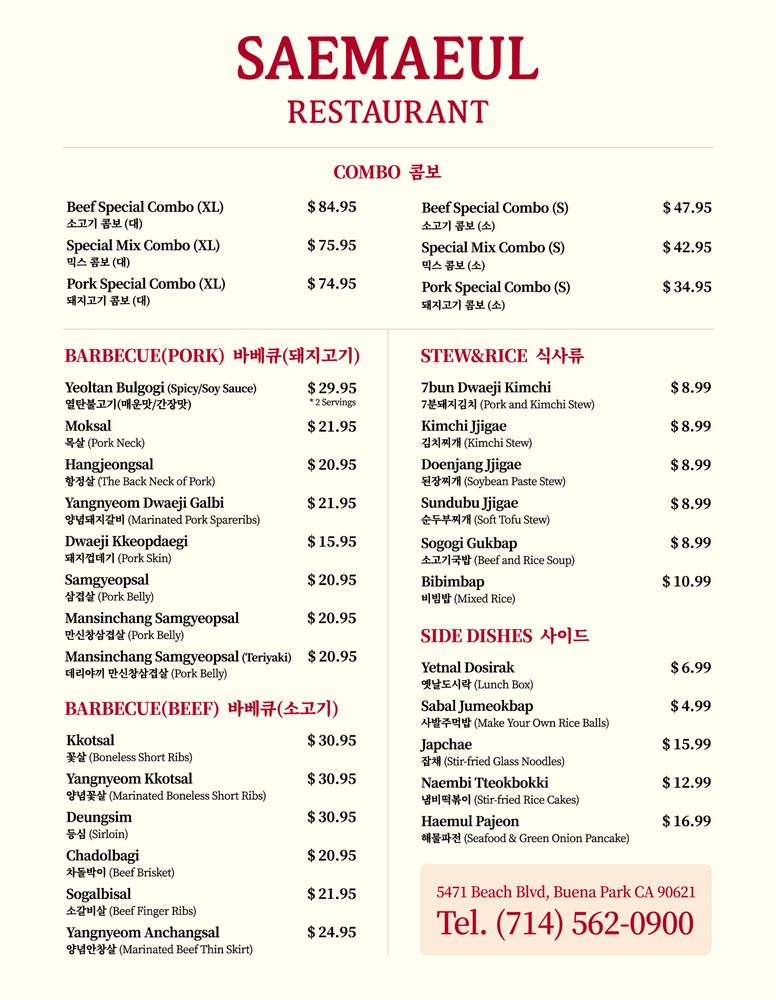 SAEMAEUL
RESTAURANT
COMBO 콤보
Beef Special Combo (XL) $ 84.95
소고기 콤보 (대)
Special Mix Combo (XL) $ 75.95
믹스 콤보 (대)
Pork Special Combo (XL) $ 74.95
돼지고기 콤보 (대)
Beef Special Combo (S) $ 47.95
소고기 콤보 (소)
Special Mix Combo (S) $ 42.95
믹스 콤보 (소)
Pork Special Combo (S) $ 34.95
돼지고기 콤보 (소)
BARBECUE(PORK) 바베큐(돼지고기)
Yeoltan Bulgogi (Spicy/Soy Sauce) $ 29.95
열탄불고기(매운맛/간장맛) * 2 Servings
Moksal $ 21.95
목살 (Pork Neck)
Hangjeongsal $ 20.95
항정살 (The Back Neck of Pork)
Yangnyeom Dwaeji Galbi $ 21.95
양념돼지갈비 (Marinated Pork Spareribs)
Dwaeji Kkeopdaegi $ 15.95
돼지껍데기 (Pork Skin)
Samgyeopsal $ 20.95
삼겹살 (Pork Belly)
Mansinchang Samgyeopsal $ 20.95
만신창삼겹살 (Pork Belly)
Mansinchang Samgyeopsal (Teriyaki) $ 20.95
데리야끼 만신창삼겹살 (Pork Belly)
BARBECUE(BEEF) 바베큐(소고기)
Kkotsal $ 30.95
꽃살 (Boneless Short Ribs)
Yangnyeom Kkotsal $ 30.95
양념꽃살 (Marinated Boneless Short Ribs)
Deungsim $ 30.95
등심 (Sirloin)
Chadolbagi $ 20.95
차돌박이 (Beef Brisket)
Sogalbisal $ 21.95
소갈비살 (Beef Finger Ribs)
Yangnyeom Anchangsal $ 24.95
양념안창살 (Marinated Beef Thin Skirt)
STEW&RICE 식사류
7bun Dwaeji Kimchi $ 8.99
7분돼지김치 (Pork and Kimchi Stew)
Kimchi Jjigae $ 8.99
김치찌개 (Kimchi Stew)
Doenjang Jjigae $ 8.99
된장찌개 (Soybean Paste Stew)
Sundubu Jjigae $ 8.99
순두부찌개 (Soft Tofu Stew)
Sogogi Gukbap $ 8.99
소고기국밥 (Beef and Rice Soup)
Bibimbap $ 10.99
비빔밥 (Mixed Rice)
SIDE DISHES 사이드
Yetnal Dosirak $ 6.99
옛날도시락 (Lunch Box)
Sabal Jumeokbap $ 4.99
사발주먹밥 (Make Your Own Rice Balls)
Japchae $ 15.99
잡채 (Stir-fried Glass Noodles)
Naembi Tteokbokki $ 12.99
냄비떡볶이 (Stir-fried Rice Cakes)
Haemul Pajeon $ 16.99
해물파전 (Seafood & Green Onion Pancake)
5471 Beach Blvd, Buena Park CA 90621
Tel. (714) 562-0900